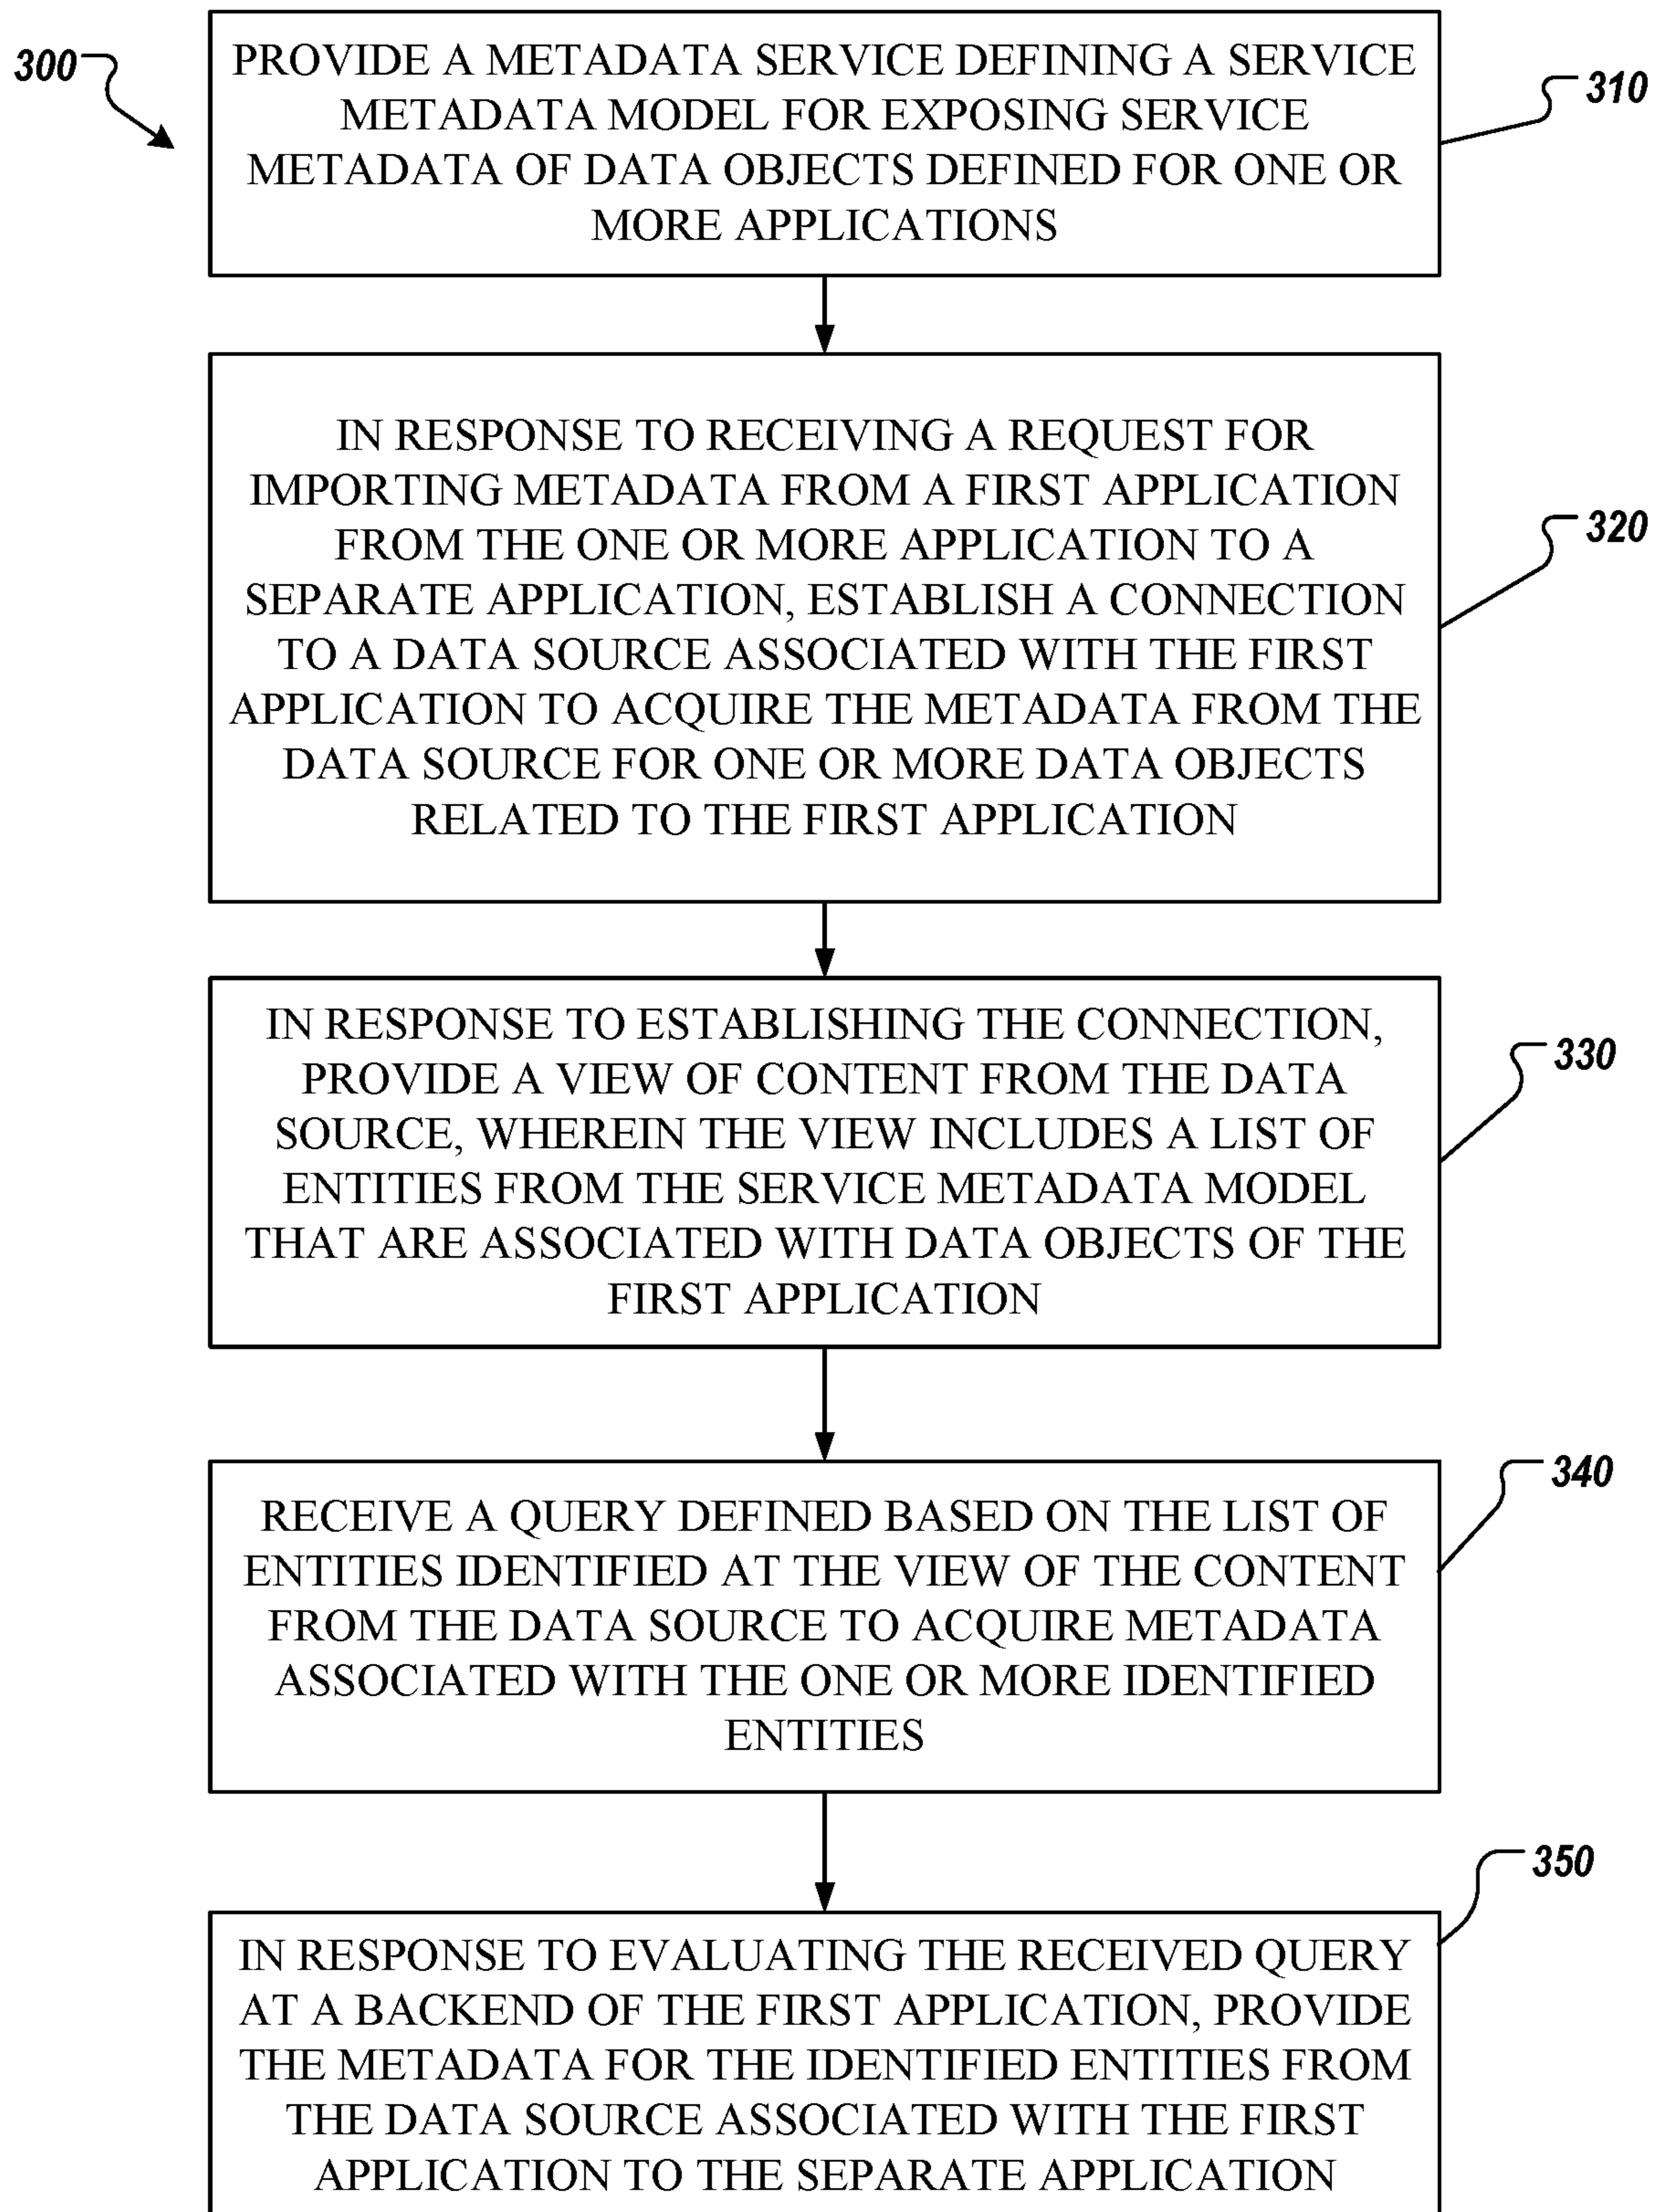 300
PROVIDE A METADATA SERVICE DEFINING A SERVICE
METADATA MODEL FOR EXPOSING SERVICE
METADATA OF DATA OBJECTS DEFINED FOR ONE OR
MORE APPLICATIONS
310
IN RESPONSE TO RECEIVING A REQUEST FOR
IMPORTING METADATA FROM A FIRST APPLICATION
FROM THE ONE OR MORE APPLICATION TO A
SEPARATE APPLICATION, ESTABLISH A CONNECTION
TO A DATA SOURCE ASSOCIATED WITH THE FIRST
APPLICATION TO ACQUIRE THE METADATA FROM THE
DATA SOURCE FOR ONE OR MORE DATA OBJECTS
RELATED TO THE FIRST APPLICATION
320
IN RESPONSE TO ESTABLISHING THE CONNECTION,
PROVIDE A VIEW OF CONTENT FROM THE DATA
SOURCE, WHEREIN THE VIEW INCLUDES A LIST OF
ENTITIES FROM THE SERVICE METADATA MODEL
THAT ARE ASSOCIATED WITH DATA OBJECTS OF THE
FIRST APPLICATION
330
RECEIVE A QUERY DEFINED BASED ON THE LIST OF
ENTITIES IDENTIFIED AT THE VIEW OF THE CONTENT
FROM THE DATA SOURCE TO ACQUIRE METADATA
ASSOCIATED WITH THE ONE OR MORE IDENTIFIED
ENTITIES
340
IN RESPONSE TO EVALUATING THE RECEIVED QUERY
AT A BACKEND OF THE FIRST APPLICATION, PROVIDE
THE METADATA FOR THE IDENTIFIED ENTITIES FROM
THE DATA SOURCE ASSOCIATED WITH THE FIRST
APPLICATION TO THE SEPARATE APPLICATION
350